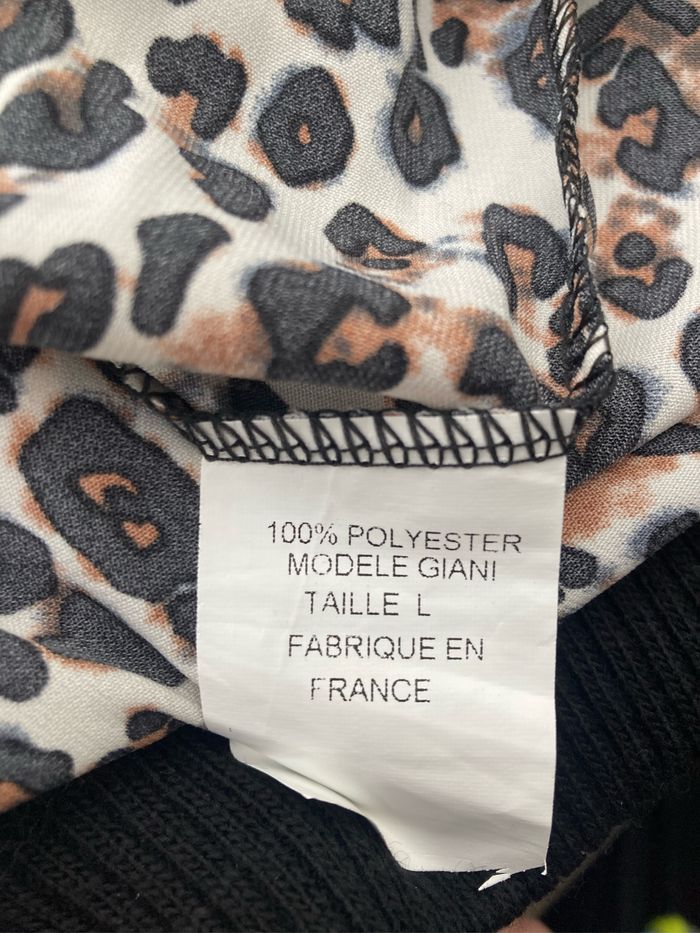 100% POLYESTER
MODELE GIANI
TAILLE L
FABRIQUE EN
FRANCE